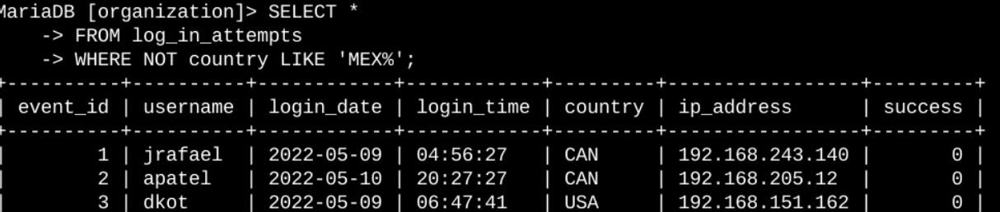 MariaDB [organization]> SELECT *
    -> FROM log_in_attempts
    -> WHERE NOT country LIKE 'MEX%';
+----------+----------+------------+------------+---------+-----------------+---------+
| event_id | username | login_date | login_time | country | ip_address      | success |
+----------+----------+------------+------------+---------+-----------------+---------+
|        1 | jrafael  | 2022-05-09 | 04:56:27   | CAN     | 192.168.243.140 |       0 |
|        2 | apatel   | 2022-05-10 | 20:27:27   | CAN     | 192.168.205.12  |       0 |
|        3 | dkot     | 2022-05-09 | 06:47:41   | USA     | 192.168.151.162 |       0 |